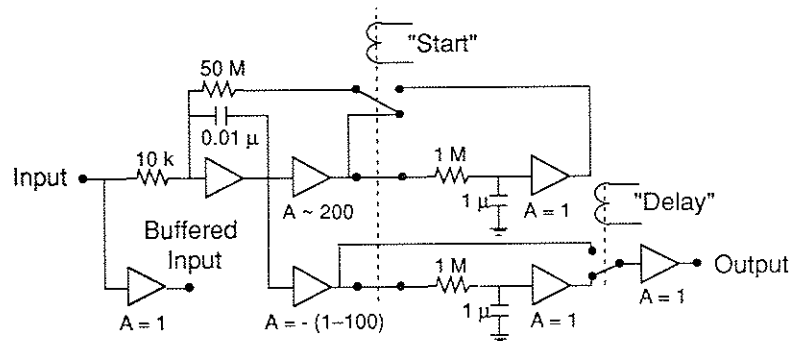 "Start"
50 M
0.01 µ
10 k
1 M
Input
A ~ 200
1 µ
A = 1
"Delay"
Buffered
Input
1 M
Output
A = 1
A = - (1–100)
1 µ
A = 1
A = 1